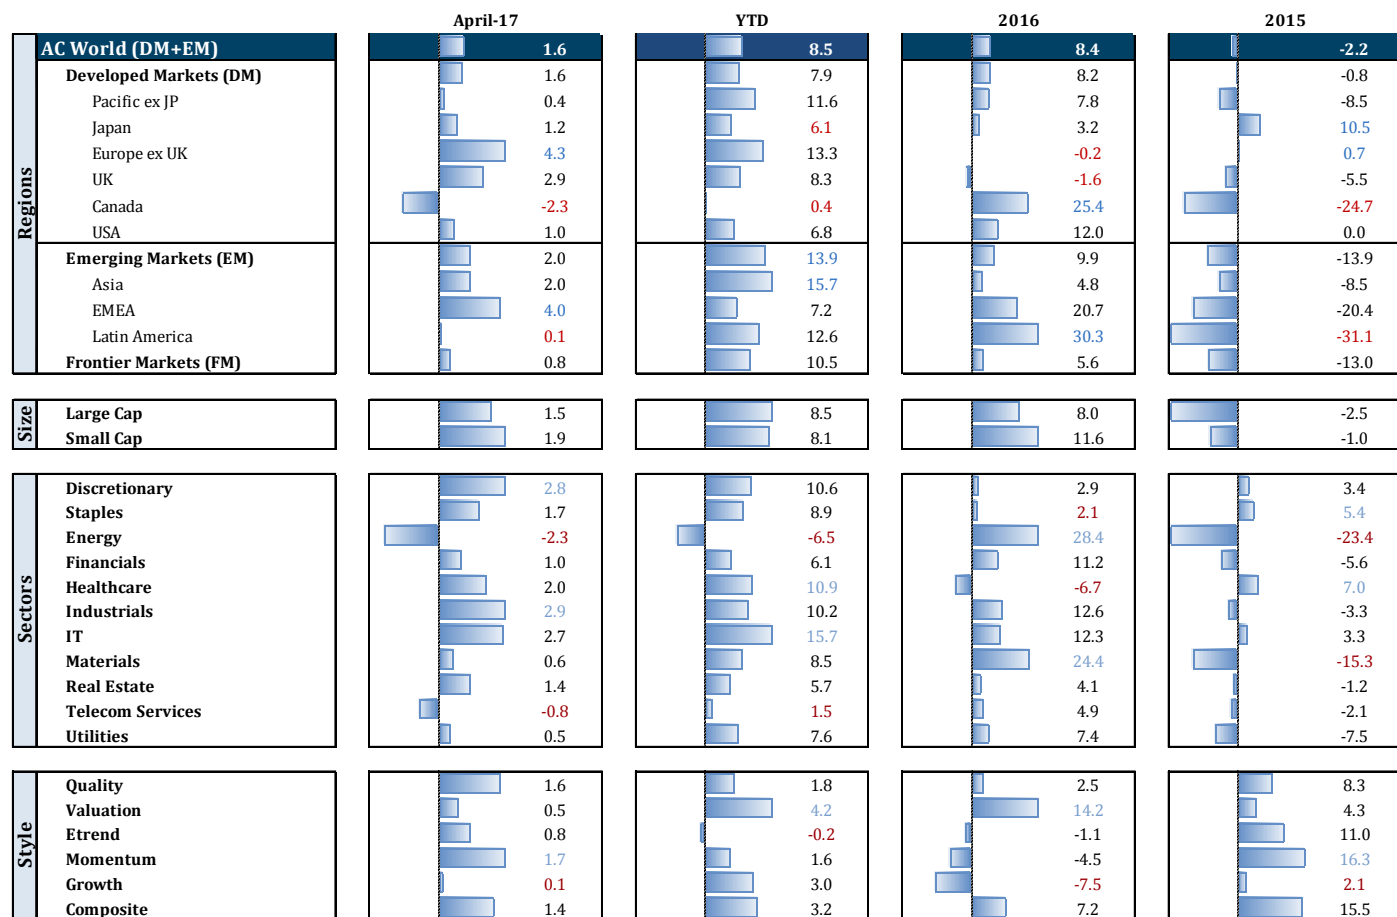 April-17 YTD 2016 2015
AC World (DM+EM) 1.6 8.5 8.4 -2.2
Regions
Developed Markets (DM) 1.6 7.9 8.2 -0.8
Pacific ex JP 0.4 11.6 7.8 -8.5
Japan 1.2 6.1 3.2 10.5
Europe ex UK 4.3 13.3 -0.2 0.7
UK 2.9 8.3 -1.6 -5.5
Canada -2.3 0.4 25.4 -24.7
USA 1.0 6.8 12.0 0.0
Emerging Markets (EM) 2.0 13.9 9.9 -13.9
Asia 2.0 15.7 4.8 -8.5
EMEA 4.0 7.2 20.7 -20.4
Latin America 0.1 12.6 30.3 -31.1
Frontier Markets (FM) 0.8 10.5 5.6 -13.0
Size
Large Cap 1.5 8.5 8.0 -2.5
Small Cap 1.9 8.1 11.6 -1.0
Sectors
Discretionary 2.8 10.6 2.9 3.4
Staples 1.7 8.9 2.1 5.4
Energy -2.3 -6.5 28.4 -23.4
Financials 1.0 6.1 11.2 -5.6
Healthcare 2.0 10.9 -6.7 7.0
Industrials 2.9 10.2 12.6 -3.3
IT 2.7 15.7 12.3 3.3
Materials 0.6 8.5 24.4 -15.3
Real Estate 1.4 5.7 4.1 -1.2
Telecom Services -0.8 1.5 4.9 -2.1
Utilities 0.5 7.6 7.4 -7.5
Style
Quality 1.6 1.8 2.5 8.3
Valuation 0.5 4.2 14.2 4.3
Etrend 0.8 -0.2 -1.1 11.0
Momentum 1.7 1.6 -4.5 16.3
Growth 0.1 3.0 -7.5 2.1
Composite 1.4 3.2 7.2 15.5